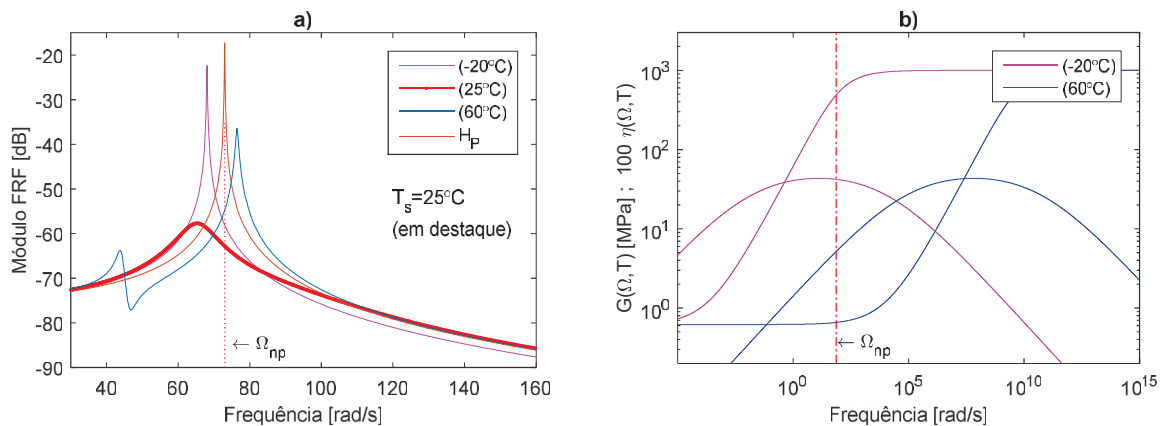 a)
Módulo FRF [dB]
-20
-30
-40
-50
-60
-70
-80
-90
40
60
80
100
120
140
160
Frequência [rad/s]
(-20°C)
(25°C)
(60°C)
H_P
T_s=25°C
(em destaque)
← Ω_np
b)
G(Ω,T) [MPa] ; 100 η(Ω,T)
10^3
10^2
10^1
10^0
10^0
10^5
10^10
10^15
Frequência [rad/s]
(-20°C)
(60°C)
← Ω_np